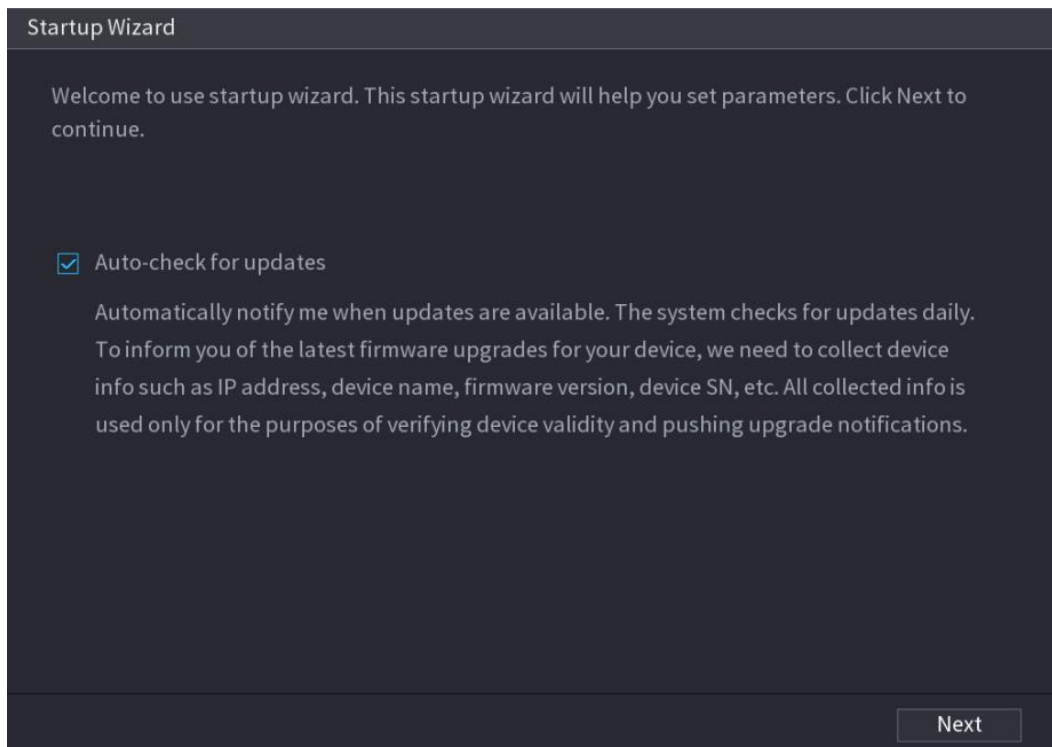 Startup Wizard
Welcome to use startup wizard. This startup wizard will help you set parameters. Click Next to
continue.
Auto-check for updates
Automatically notify me when updates are available. The system checks for updates daily.
To inform you of the latest firmware upgrades for your device, we need to collect device
info such as IP address, device name, firmware version, device SN, etc. All collected info is
used only for the purposes of verifying device validity and pushing upgrade notifications.
Next